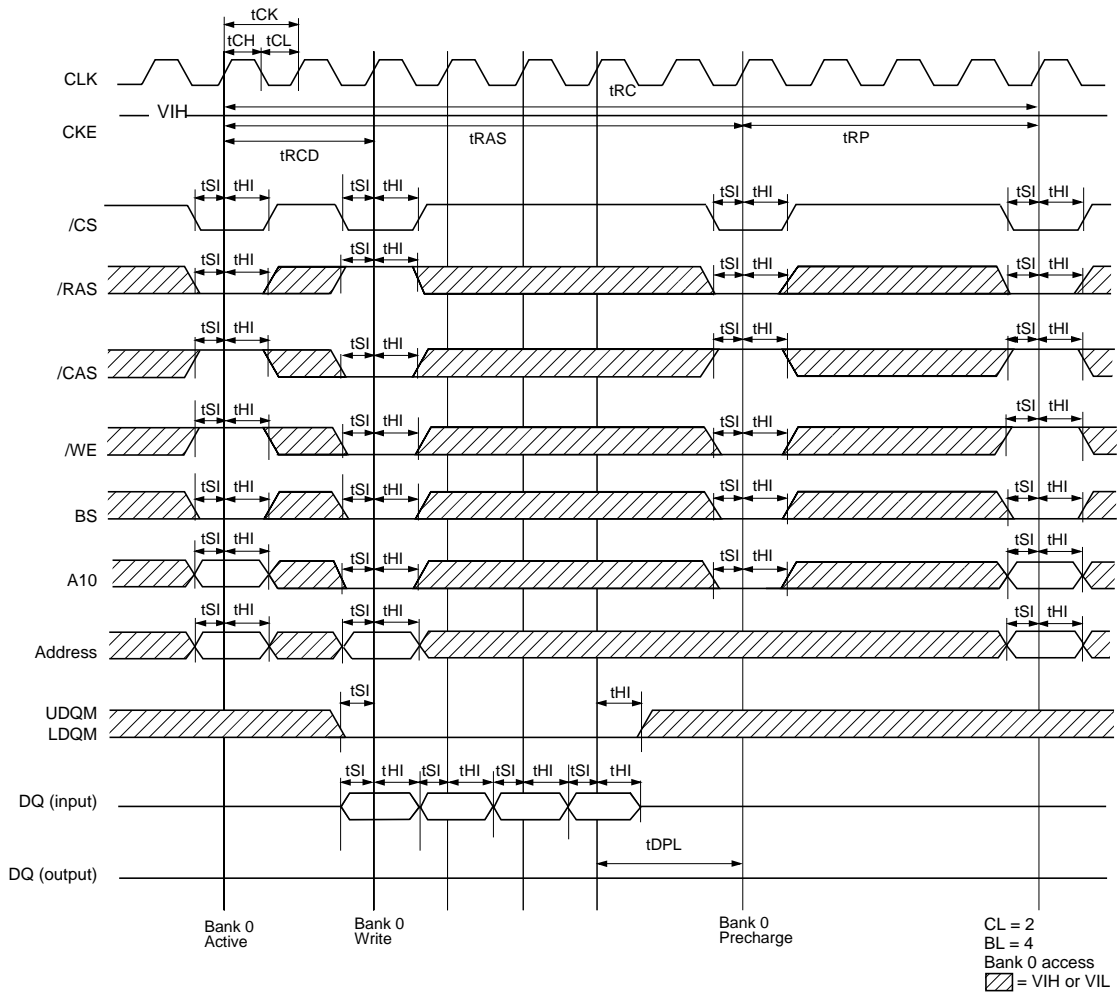 tCK
tCH tCL
CLK
tRC
VIH
CKE
tRAS tRP
tRCD
tSI tHI tSI tHI tSI tHI tSI tHI
/CS
tSI tHI
/RAS
tSI tHI tSI tHI tSI tHI
tSI tHI tSI tHI tSI tHI tSI tHI
/CAS
tSI tHI tSI tHI tSI tHI tSI tHI
/WE
tSI tHI tSI tHI tSI tHI tSI tHI
BS
tSI tHI tSI tHI tSI tHI tSI tHI
A10
tSI tHI tSI tHI tSI tHI
Address
tSI tHI
UDQM
LDQM
tSI tHI tSI tHI tSI tHI tSI tHI
DQ (input)
tDPL
DQ (output)
Bank 0
Active
Bank 0
Write
Bank 0
Precharge
CL = 2
BL = 4
Bank 0 access
= VIH or VIL